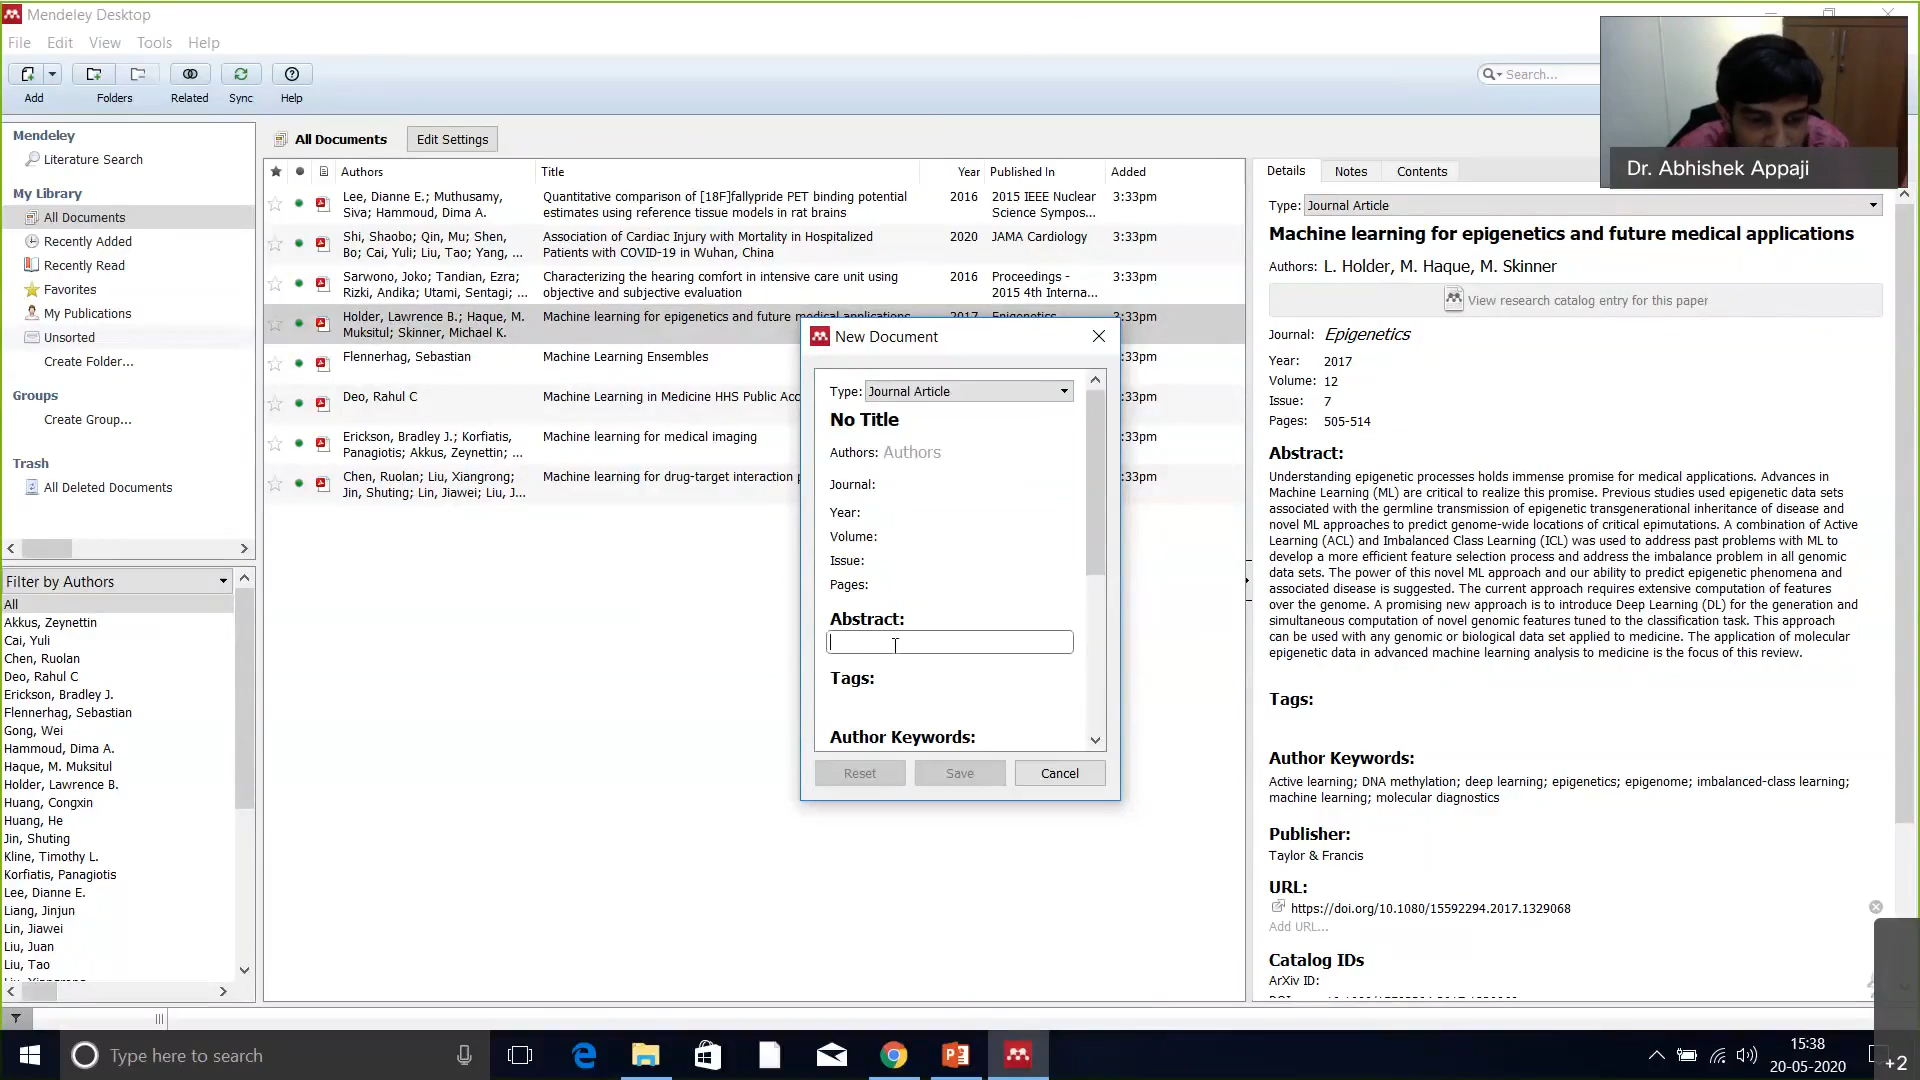 Mendeley Desktop
File Edit View Tools Help
Add Folders Related Sync Help
Search...
Dr. Abhishek Appaji
Mendeley
Literature Search
My Library
All Documents
Recently Added
Recently Read
Favorites
My Publications
Unsorted
Create Folder...
Groups
Create Group...
Trash
All Deleted Documents
Filter by Authors
All
Akkus, Zeynettin
Cai, Yuli
Chen, Ruolan
Deo, Rahul C
Erickson, Bradley J.
Flennerhag, Sebastian
Gong, Wei
Hammoud, Dima A.
Haque, M. Muksitul
Holder, Lawrence B.
Huang, Congxin
Huang, He
Jin, Shuting
Kline, Timothy L.
Korfiatis, Panagiotis
Lee, Dianne E.
Liang, Jinjun
Lin, Jiawei
Liu, Juan
Liu, Tao
All Documents Edit Settings
Authors Title Year Published In Added
Lee, Dianne E.; Muthusamy, Quantitative comparison of [18F]fallypride PET binding potential 2016 2015 IEEE Nuclear 3:33pm
Siva; Hammoud, Dima A. estimates using reference tissue models in rat brains Science Sympos...
Shi, Shaobo; Qin, Mu; Shen, Association of Cardiac Injury with Mortality in Hospitalized 2020 JAMA Cardiology 3:33pm
Bo; Cai, Yuli; Liu, Tao; Yang, ... Patients with COVID-19 in Wuhan, China
Sarwono, Joko; Tandian, Ezra; Characterizing the hearing comfort in intensive care unit using 2016 Proceedings - 3:33pm
Rizki, Andika; Utami, Sentagi; ... objective and subjective evaluation 2015 4th Interna...
Holder, Lawrence B.; Haque, M. Machine learning for epigenetics and future medical applications 2017 Epigenetics 3:33pm
Muksitul; Skinner, Michael K.
Flennerhag, Sebastian Machine Learning Ensembles :33pm
Deo, Rahul C Machine Learning in Medicine HHS Public Acc :33pm
Erickson, Bradley J.; Korfiatis, Machine learning for medical imaging :33pm
Panagiotis; Akkus, Zeynettin; ...
Chen, Ruolan; Liu, Xiangrong; Machine learning for drug-target interaction p :33pm
Jin, Shuting; Lin, Jiawei; Liu, J...
New Document
Type: Journal Article
No Title
Authors: Authors
Journal:
Year:
Volume:
Issue:
Pages:
Abstract:
Tags:
Author Keywords:
Reset Save Cancel
Details Notes Contents
Type: Journal Article
Machine learning for epigenetics and future medical applications
Authors: L. Holder, M. Haque, M. Skinner
View research catalog entry for this paper
Journal: Epigenetics
Year: 2017
Volume: 12
Issue: 7
Pages: 505-514
Abstract:
Understanding epigenetic processes holds immense promise for medical applications. Advances in
Machine Learning (ML) are critical to realize this promise. Previous studies used epigenetic data sets
associated with the germline transmission of epigenetic transgenerational inheritance of disease and
novel ML approaches to predict genome-wide locations of critical epimutations. A combination of Active
Learning (ACL) and Imbalanced Class Learning (ICL) was used to address past problems with ML to
develop a more efficient feature selection process and address the imbalance problem in all genomic
data sets. The power of this novel ML approach and our ability to predict epigenetic phenomena and
associated disease is suggested. The current approach requires extensive computation of features
over the genome. A promising new approach is to introduce Deep Learning (DL) for the generation and
simultaneous computation of novel genomic features tuned to the classification task. This approach
can be used with any genomic or biological data set applied to medicine. The application of molecular
epigenetic data in advanced machine learning analysis to medicine is the focus of this review.
Tags:
Author Keywords:
Active learning; DNA methylation; deep learning; epigenetics; epigenome; imbalanced-class learning;
machine learning; molecular diagnostics
Publisher:
Taylor & Francis
URL:
https://doi.org/10.1080/15592294.2017.1329068
Add URL...
Catalog IDs
ArXiv ID:
Type here to search
15:38
20-05-2020
+2